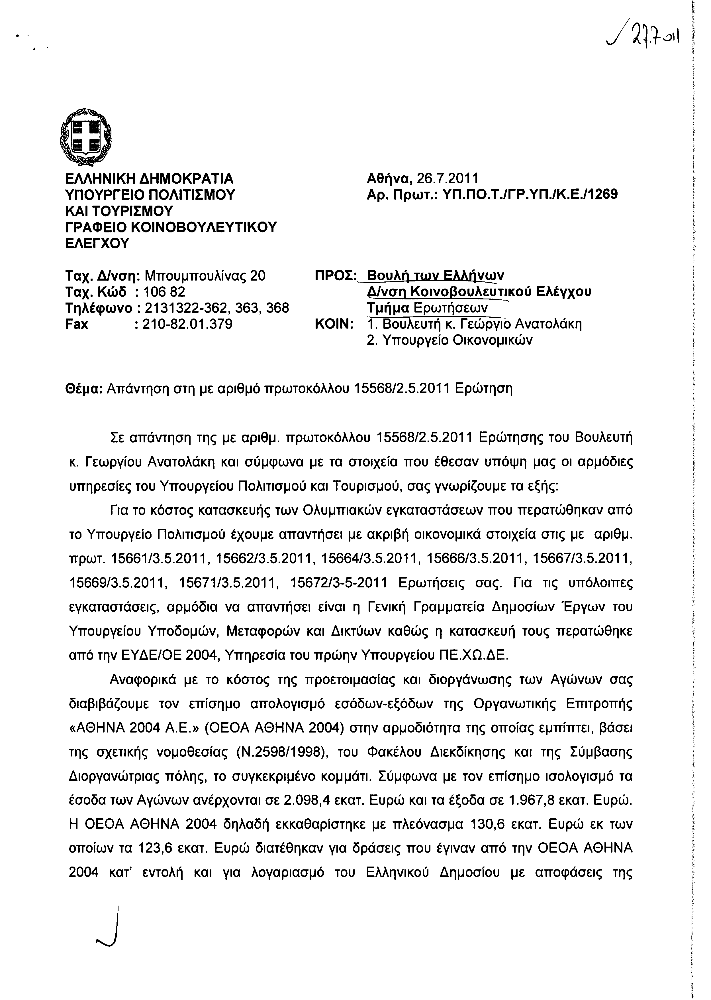 27.7.011
ΕΛΛΗΝΙΚΗ ΔΗΜΟΚΡΑΤΙΑ
ΥΠΟΥΡΓΕΙΟ ΠΟΛΙΤΙΣΜΟΥ
ΚΑΙ ΤΟΥΡΙΣΜΟΥ
ΓΡΑΦΕΙΟ ΚΟΙΝΟΒΟΥΛΕΥΤΙΚΟΥ
ΕΛΕΓΧΟΥ
Αθήνα, 26.7.2011
Αρ. Πρωτ.: ΥΠ.ΠΟ.Τ./ΓΡ.ΥΠ./Κ.Ε./1269
Ταχ. Δ/νση: Μπουμπουλίνας 20
Ταχ. Κώδ : 106 82
Τηλέφωνο : 2131322-362, 363, 368
Fax : 210-82.01.379
ΠΡΟΣ: Βουλή των Ελλήνων
Δ/νση Κοινοβουλευτικού Ελέγχου
Τμήμα Ερωτήσεων
ΚΟΙΝ: 1. Βουλευτή κ. Γεώργιο Ανατολάκη
2. Υπουργείο Οικονομικών
Θέμα: Απάντηση στη με αριθμό πρωτοκόλλου 15568/2.5.2011 Ερώτηση
Σε απάντηση της με αριθμ. πρωτοκόλλου 15568/2.5.2011 Ερώτησης του Βουλευτή
κ. Γεωργίου Ανατολάκη και σύμφωνα με τα στοιχεία που έθεσαν υπόψη μας οι αρμόδιες
υπηρεσίες του Υπουργείου Πολιτισμού και Τουρισμού, σας γνωρίζουμε τα εξής:
Για το κόστος κατασκευής των Ολυμπιακών εγκαταστάσεων που περατώθηκαν από
το Υπουργείο Πολιτισμού έχουμε απαντήσει με ακριβή οικονομικά στοιχεία στις με αριθμ.
πρωτ. 15661/3.5.2011, 15662/3.5.2011, 15664/3.5.2011, 15666/3.5.2011, 15667/3.5.2011,
15669/3.5.2011, 15671/3.5.2011, 15672/3-5-2011 Ερωτήσεις σας. Για τις υπόλοιπες
εγκαταστάσεις, αρμόδια να απαντήσει είναι η Γενική Γραμματεία Δημοσίων Έργων του
Υπουργείου Υποδομών, Μεταφορών και Δικτύων καθώς η κατασκευή τους περατώθηκε
από την ΕΥΔΕ/ΟΕ 2004, Υπηρεσία του πρώην Υπουργείου ΠΕ.ΧΩ.ΔΕ.
Αναφορικά με το κόστος της προετοιμασίας και διοργάνωσης των Αγώνων σας
διαβιβάζουμε τον επίσημο απολογισμό εσόδων-εξόδων της Οργανωτικής Επιτροπής
«ΑΘΗΝΑ 2004 Α.Ε.» (ΟΕΟΑ ΑΘΗΝΑ 2004) στην αρμοδιότητα της οποίας εμπίπτει, βάσει
της σχετικής νομοθεσίας (Ν.2598/1998), του Φακέλου Διεκδίκησης και της Σύμβασης
Διοργανώτριας πόλης, το συγκεκριμένο κομμάτι. Σύμφωνα με τον επίσημο ισολογισμό τα
έσοδα των Αγώνων ανέρχονται σε 2.098,4 εκατ. Ευρώ και τα έξοδα σε 1.967,8 εκατ. Ευρώ.
Η ΟΕΟΑ ΑΘΗΝΑ 2004 δηλαδή εκκαθαρίστηκε με πλεόνασμα 130,6 εκατ. Ευρώ εκ των
οποίων τα 123,6 εκατ. Ευρώ διατέθηκαν για δράσεις που έγιναν από την ΟΕΟΑ ΑΘΗΝΑ
2004 κατ’ εντολή και για λογαριασμό του Ελληνικού Δημοσίου με αποφάσεις της